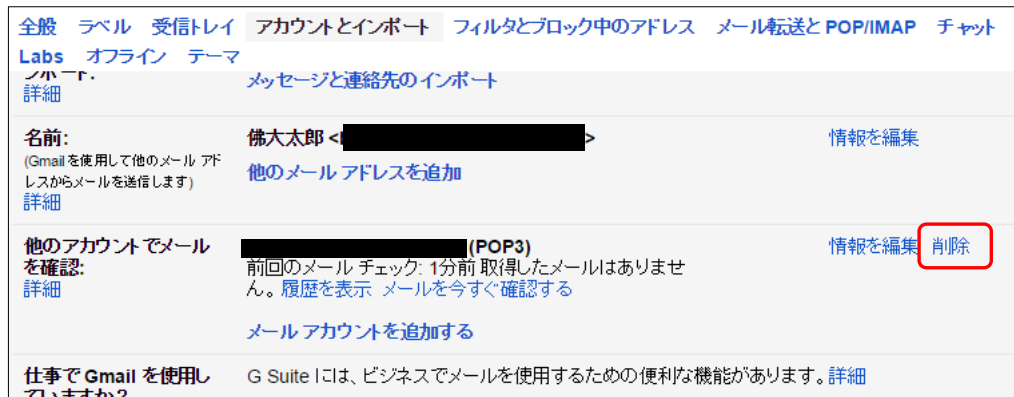 全般 ラベル 受信トレイ アカウントとインポート フィルタとブロック中のアドレス メール転送と POP/IMAP チャット
Labs オフライン テーマ
ンポート:
詳細
メッセージと連絡先のインポート
名前:
(Gmail を使用して他のメール アド
レスからメールを送信します)
詳細
佛大太郎 < >
他のメール アドレスを追加
情報を編集
他のアカウントでメール
を確認:
詳細
(POP3)
前回のメール チェック: 1分前 取得したメールはありませ
ん。 履歴を表示 メールを今すぐ確認する
メール アカウントを追加する
情報を編集 削除
仕事で Gmail を使用し
ていますか?
G Suite には、ビジネスでメールを使用するための便利な機能があります。 詳細